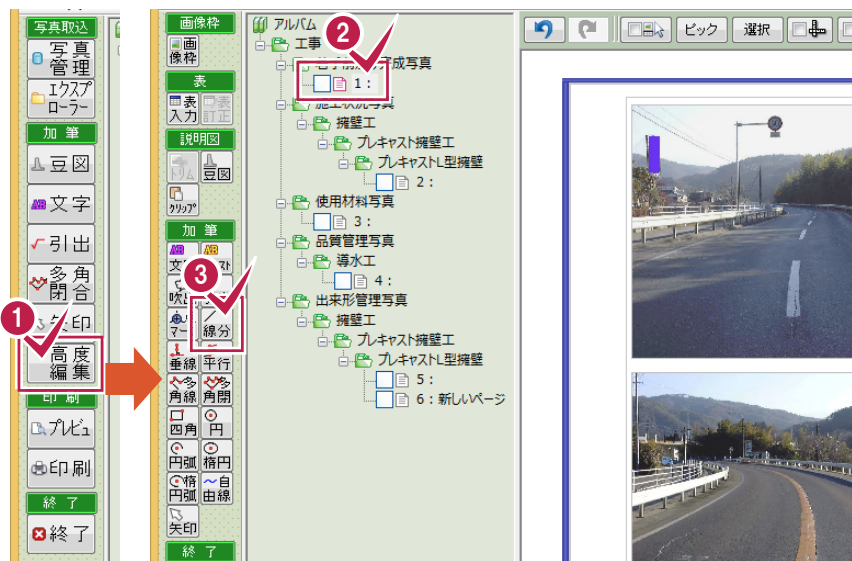 写真取込
写真
管理
エクスプ
ローラー
加 筆
豆図
文字
引出
多角
閉合
矢印
高度
編集
印 刷
プレビュ
印刷
終 了
終了
1
画像枠
画
像枠
表
表
入力
表
訂正
説明図
トリム
豆図
クリップ
加 筆
3
線分
垂線
平行
多
角線
多
角閉
四角
円
円弧
楕円
楕
円弧
自
由線
矢印
終 了
アルバム
工事
2
完成写真
1：
施工状況写真
擁壁工
プレキャスト擁壁工
プレキャストL型擁壁
2：
使用材料写真
3：
品質管理写真
導水工
4：
出来形管理写真
擁壁工
プレキャスト擁壁工
プレキャストL型擁壁
5：
6：新しいページ
ピック
選択